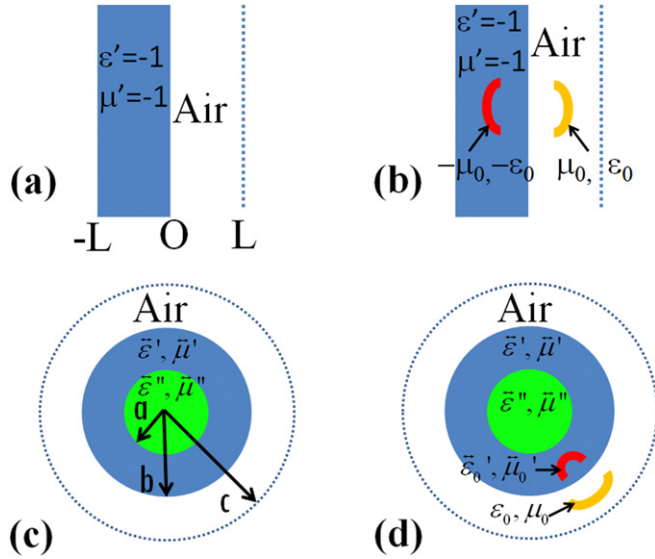 ε'=-1
μ'=-1
Air
(a)
-L O L
ε'=-1
μ'=-1
Air
−μ₀,-ε₀
μ₀, ε₀
(b)
Air
ε⃡', μ⃡'
ε⃡", μ⃡"
a
b
c
(c)
Air
ε⃡', μ⃡'
ε⃡", μ⃡"
ε⃡₀', μ⃡₀'
ε₀, μ₀
(d)